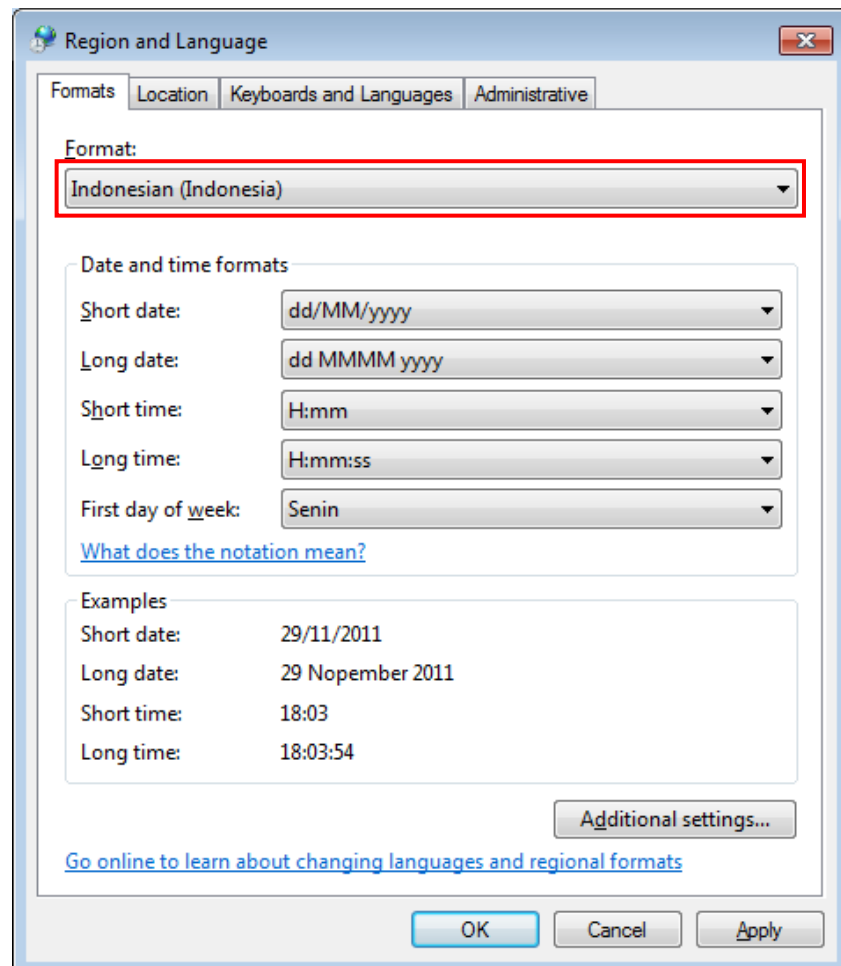 Region and Language
Formats Location Keyboards and Languages Administrative
Format:
Indonesian (Indonesia)
Date and time formats
Short date: dd/MM/yyyy
Long date: dd MMMM yyyy
Short time: H:mm
Long time: H:mm:ss
First day of week: Senin
What does the notation mean?
Examples
Short date: 29/11/2011
Long date: 29 Nopember 2011
Short time: 18:03
Long time: 18:03:54
Additional settings...
Go online to learn about changing languages and regional formats
OK Cancel Apply